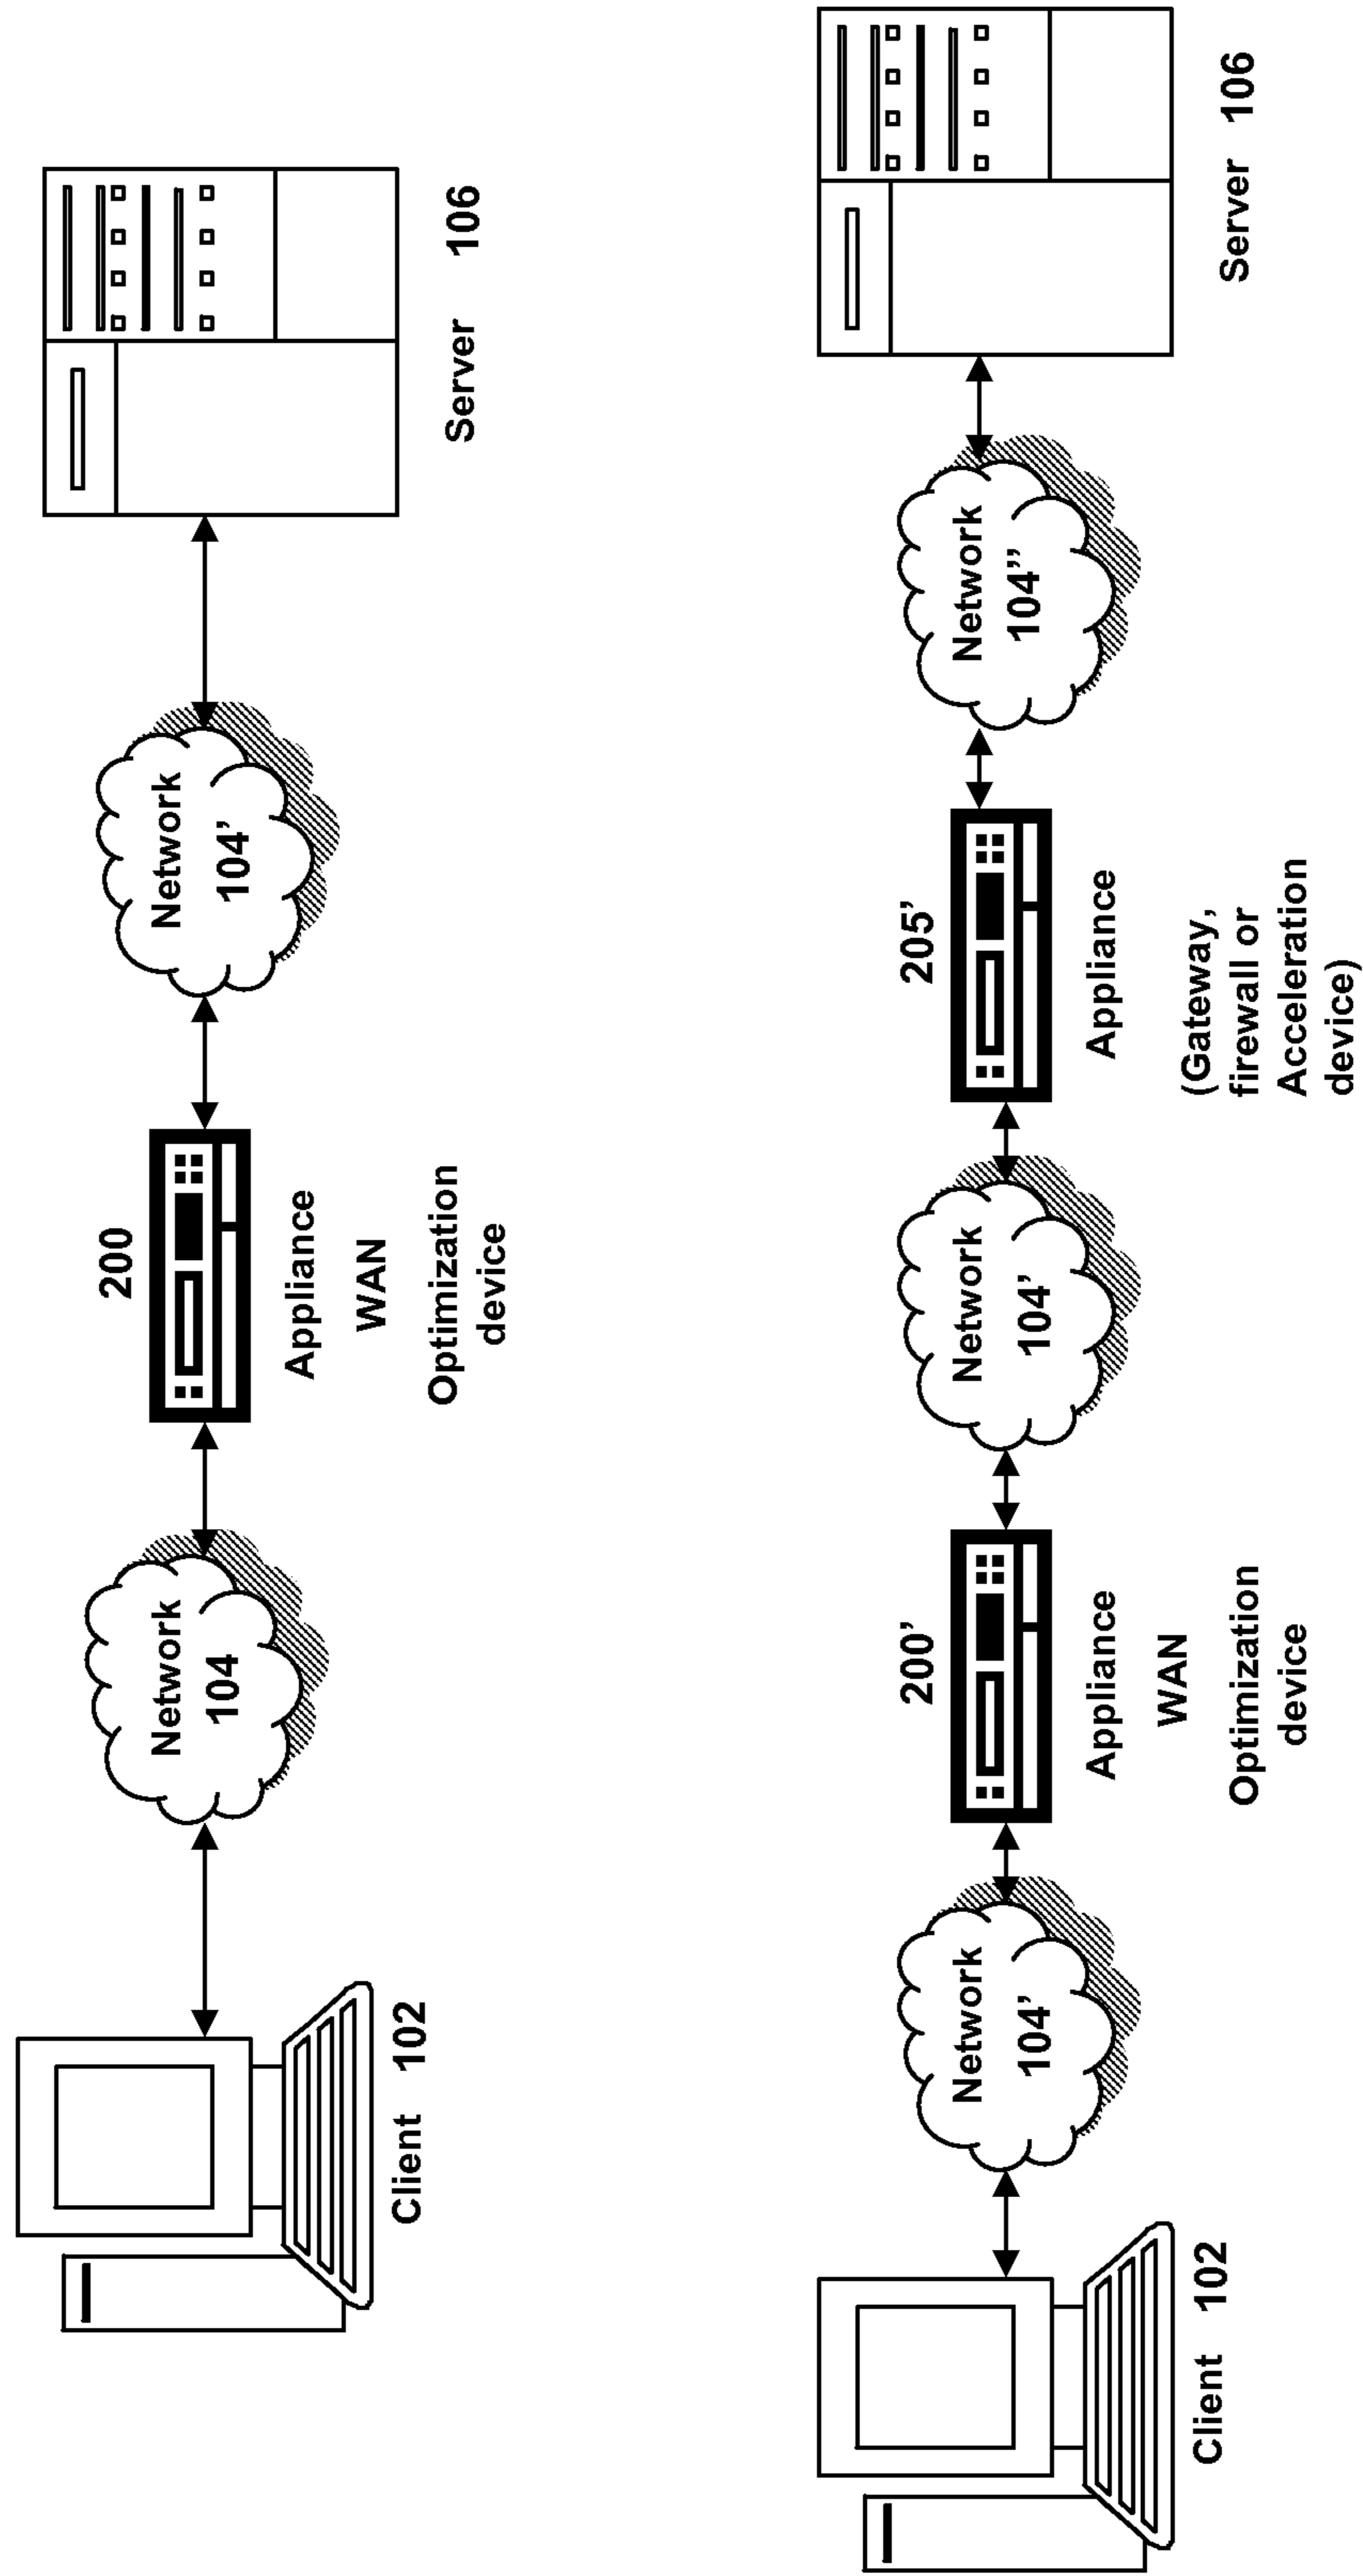 Client 102
Network
104
200
Appliance
WAN
Optimization
device
Network
104’
Server 106
Client 102
Network
104’
200’
Appliance
WAN
Optimization
device
Network
104’
205’
Appliance
(Gateway,
firewall or
Acceleration
device)
Network
104’’
Server 106